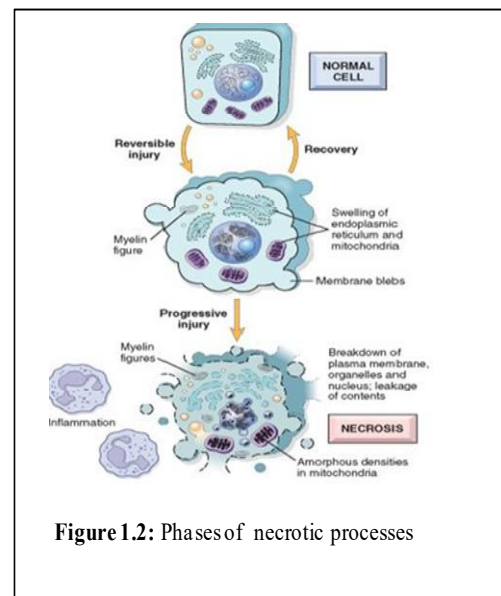 NORMAL
CELL
Reversible
injury
Recovery
Myelin
figure
Swelling of
endoplasmic
reticulum and
mitochondria
Membrane blebs
Progressive
injury
Myelin
figures
Breakdown of
plasma membrane,
organelles and
nucleus; leakage
of contents
Inflammation
NECROSIS
Amorphous densities
in mitochondria
Figure 1.2: Phases of necrotic processes